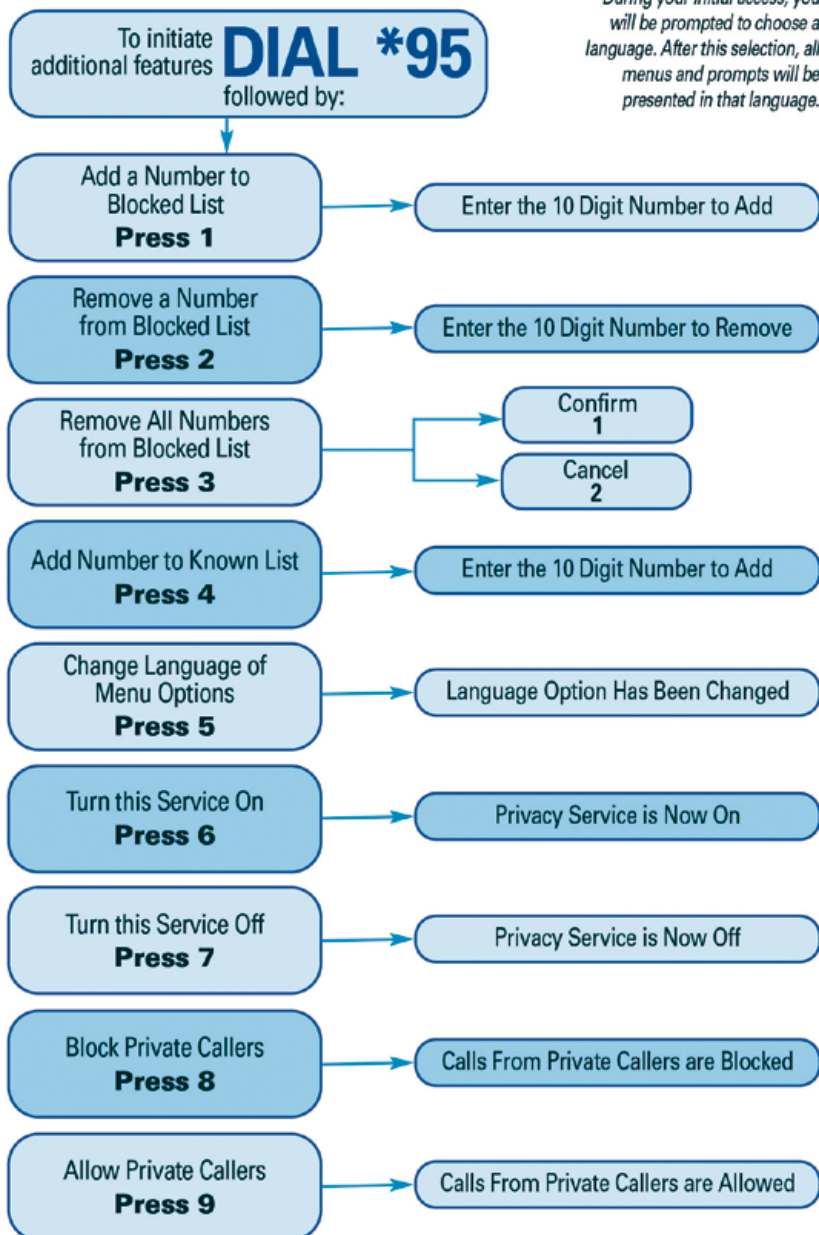 To initiate
additional features DIAL *95
followed by:
During your initial access, you
will be prompted to choose a
language. After this selection, all
menus and prompts will be
presented in that language.
Add a Number to
Blocked List
Press 1
Enter the 10 Digit Number to Add
Remove a Number
from Blocked List
Press 2
Enter the 10 Digit Number to Remove
Remove All Numbers
from Blocked List
Press 3
Confirm
1
Cancel
2
Add Number to Known List
Press 4
Enter the 10 Digit Number to Add
Change Language of
Menu Options
Press 5
Language Option Has Been Changed
Turn this Service On
Press 6
Privacy Service is Now On
Turn this Service Off
Press 7
Privacy Service is Now Off
Block Private Callers
Press 8
Calls From Private Callers are Blocked
Allow Private Callers
Press 9
Calls From Private Callers are Allowed